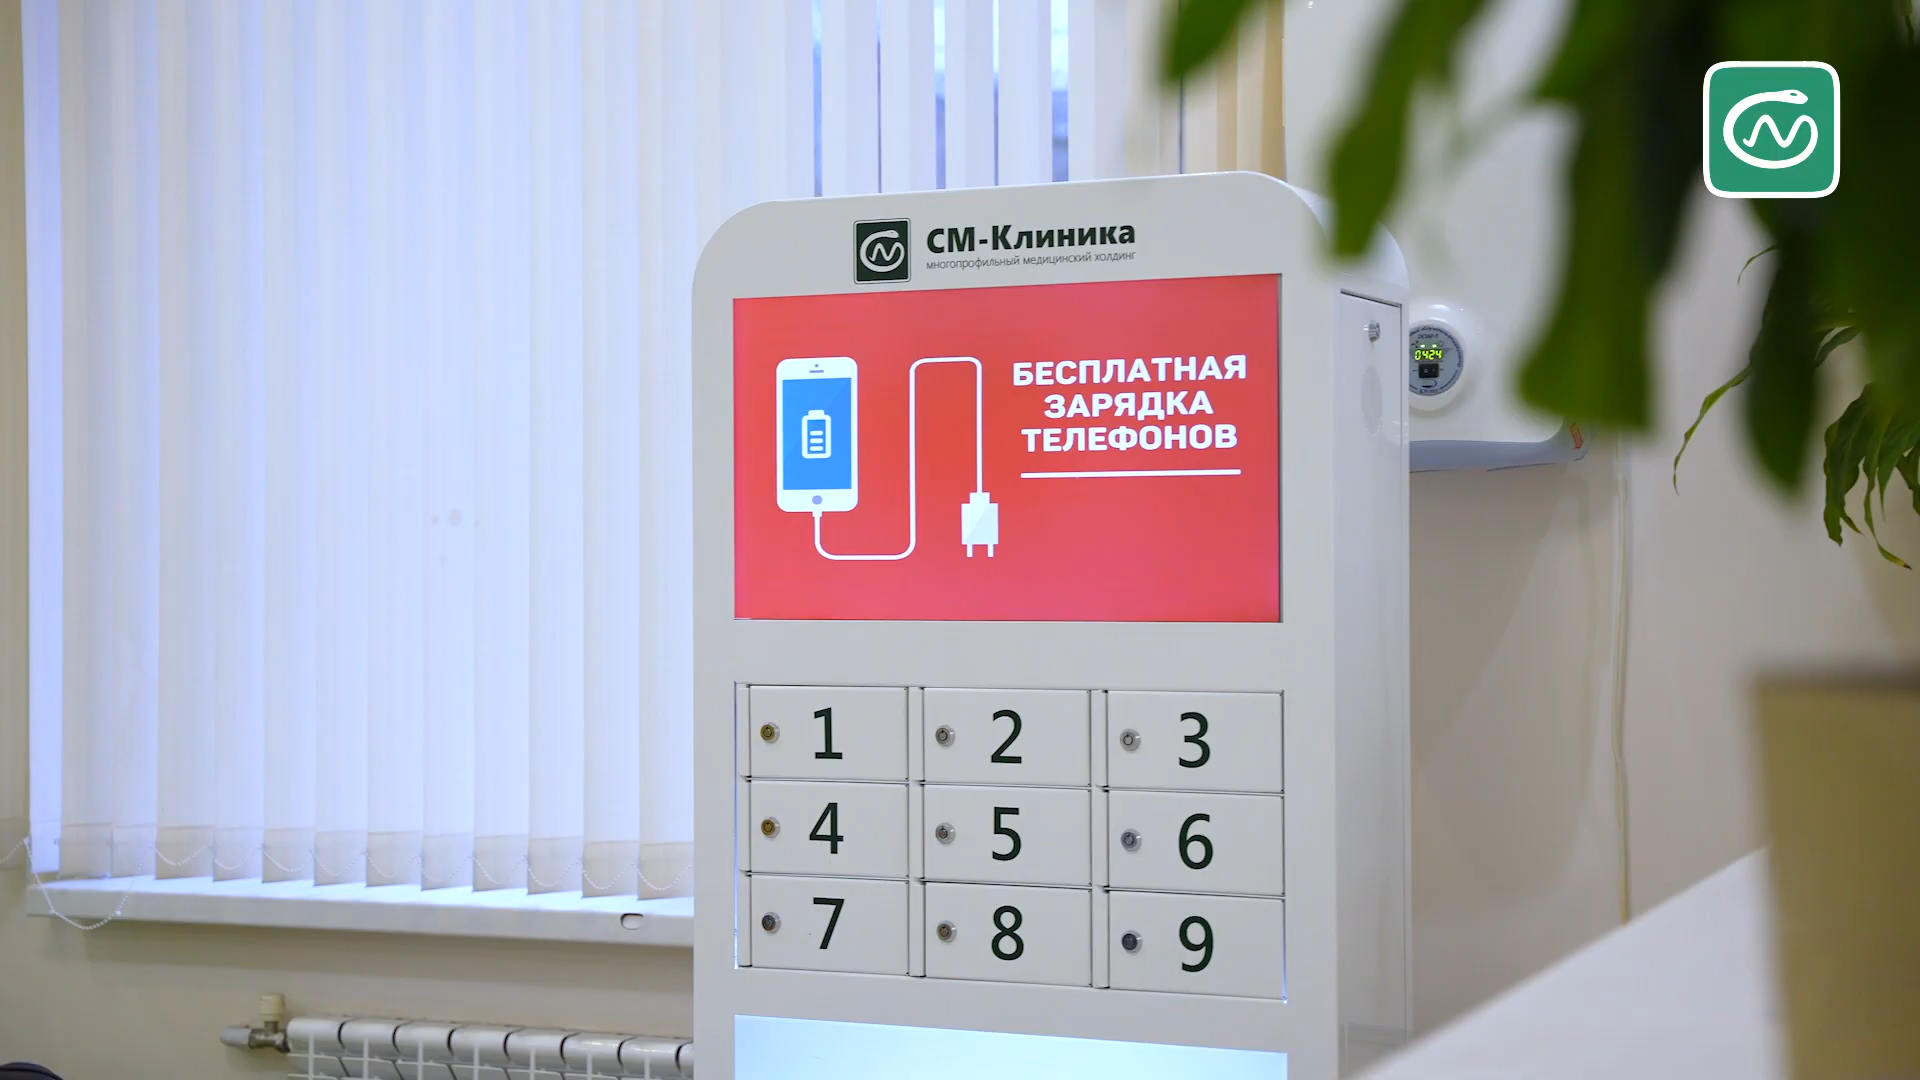 СМ-Клиника
многопрофильный медицинский холдинг
БЕСПЛАТНАЯ
ЗАРЯДКА
ТЕЛЕФОНОВ
0424
1 2 3
4 5 6
7 8 9